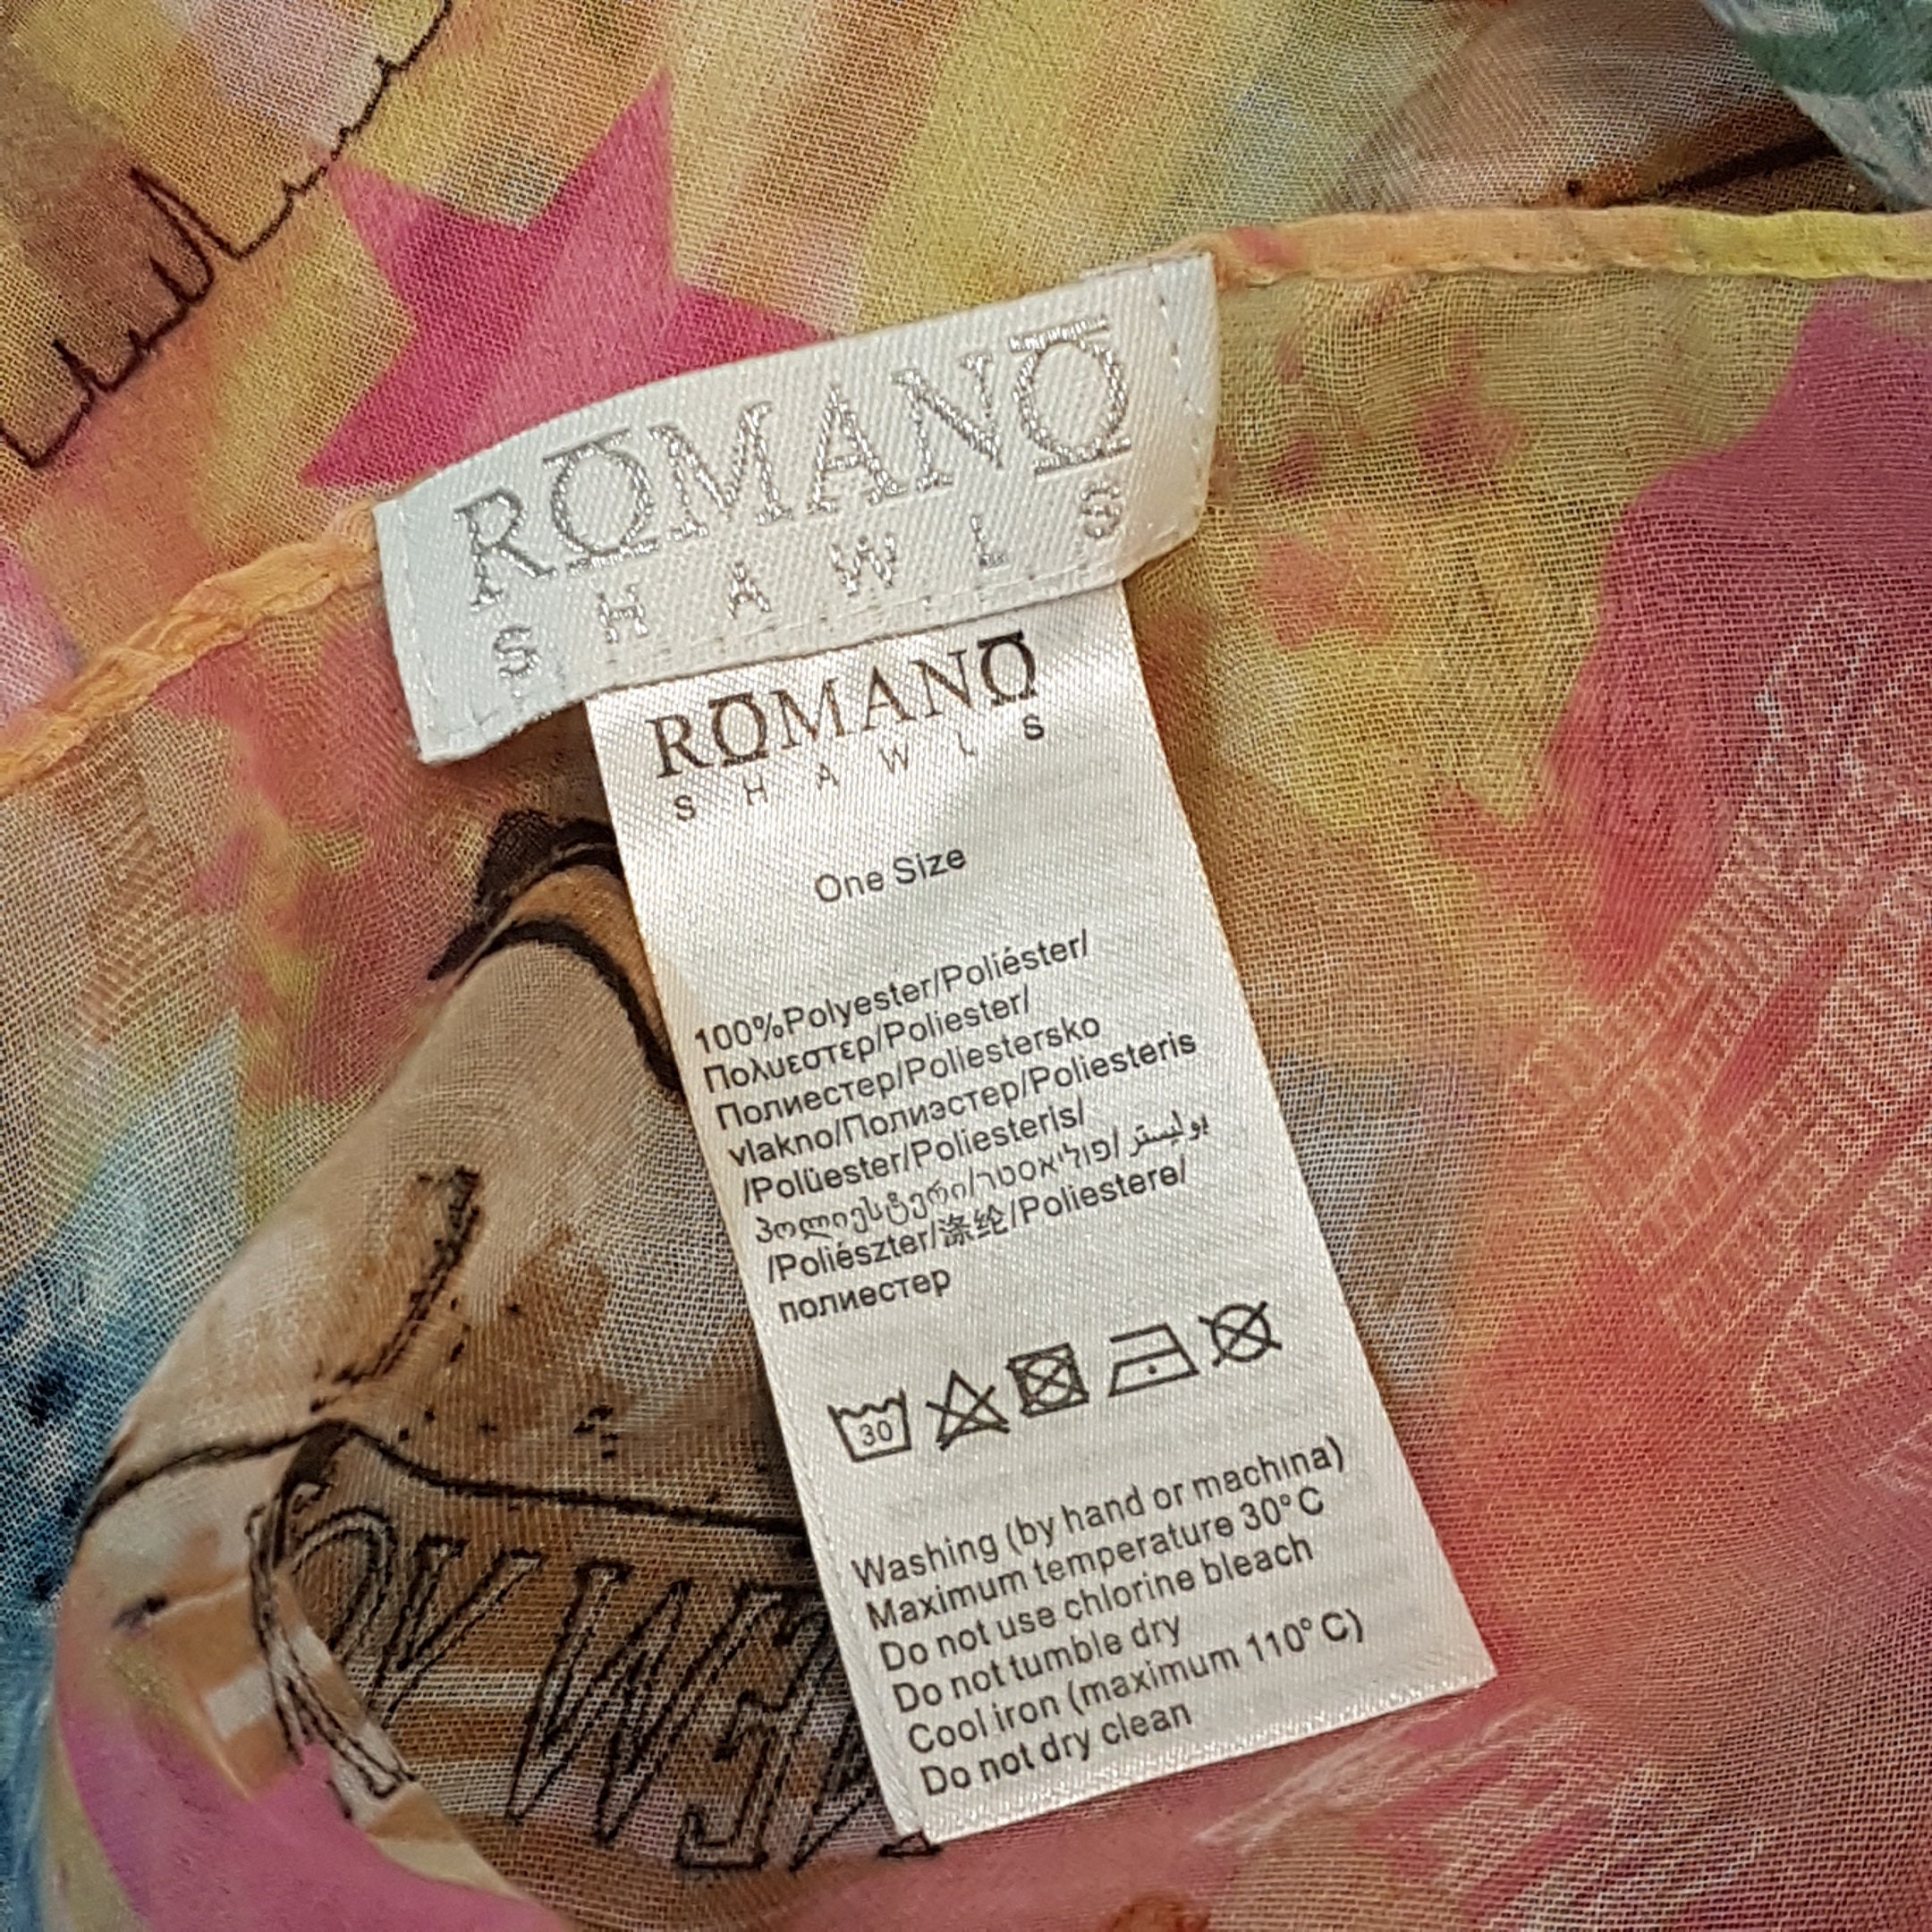 ROMANO
SHAWLS
ROMANO
SHAWLS
One Size
100%Polyester/Poliéster/
Πολυεστερ/Poliester/
Полиестер/Poliestersko
vlakno/Полиэстер/Poliesteris
/Polüester/Poliesteris/
პოლიესტერი/פוליאסטר/بوليستر
/Poliészter/涤纶/Poliestere/
полиестер
30
Washing (by hand or machina)
Maximum temperature 30°C
Do not use chlorine bleach
Do not tumble dry
Cool iron (maximum 110°C)
Do not dry clean